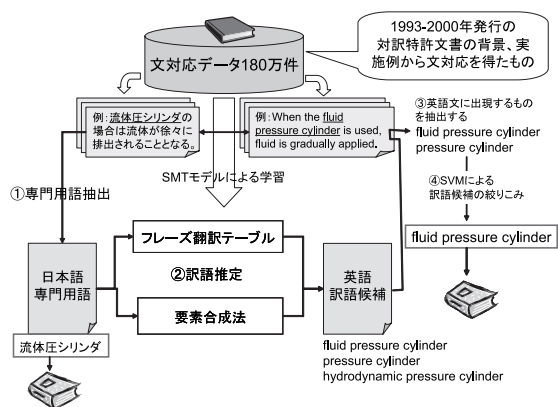 1993-2000年発行の
対訳特許文書の背景、実
施例から文対応を得たもの
文対応データ180万件
例：流体圧シリンダの
場合は流体が徐々に
排出されることとなる。
例：When the fluid
pressure cylinder is used,
fluid is gradually applied.
③英語文に出現するもの
を抽出する
fluid pressure cylinder
pressure cylinder
④SVMによる
訳語候補の絞りこみ
fluid pressure cylinder
SMTモデルによる学習
①専門用語抽出
フレーズ翻訳テーブル
②訳語推定
要素合成法
日本語
専門用語
英語
訳語候補
流体圧シリンダ
fluid pressure cylinder
pressure cylinder
hydrodynamic pressure cylinder